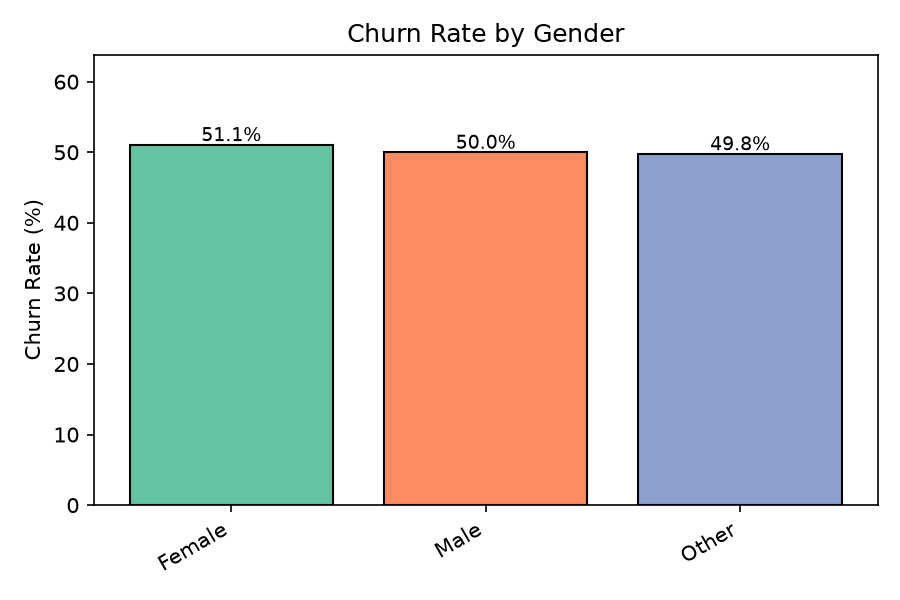 Churn Rate by Gender
Churn Rate (%)
60
50
40
30
20
10
0
51.1%
50.0%
49.8%
Female
Male
Other